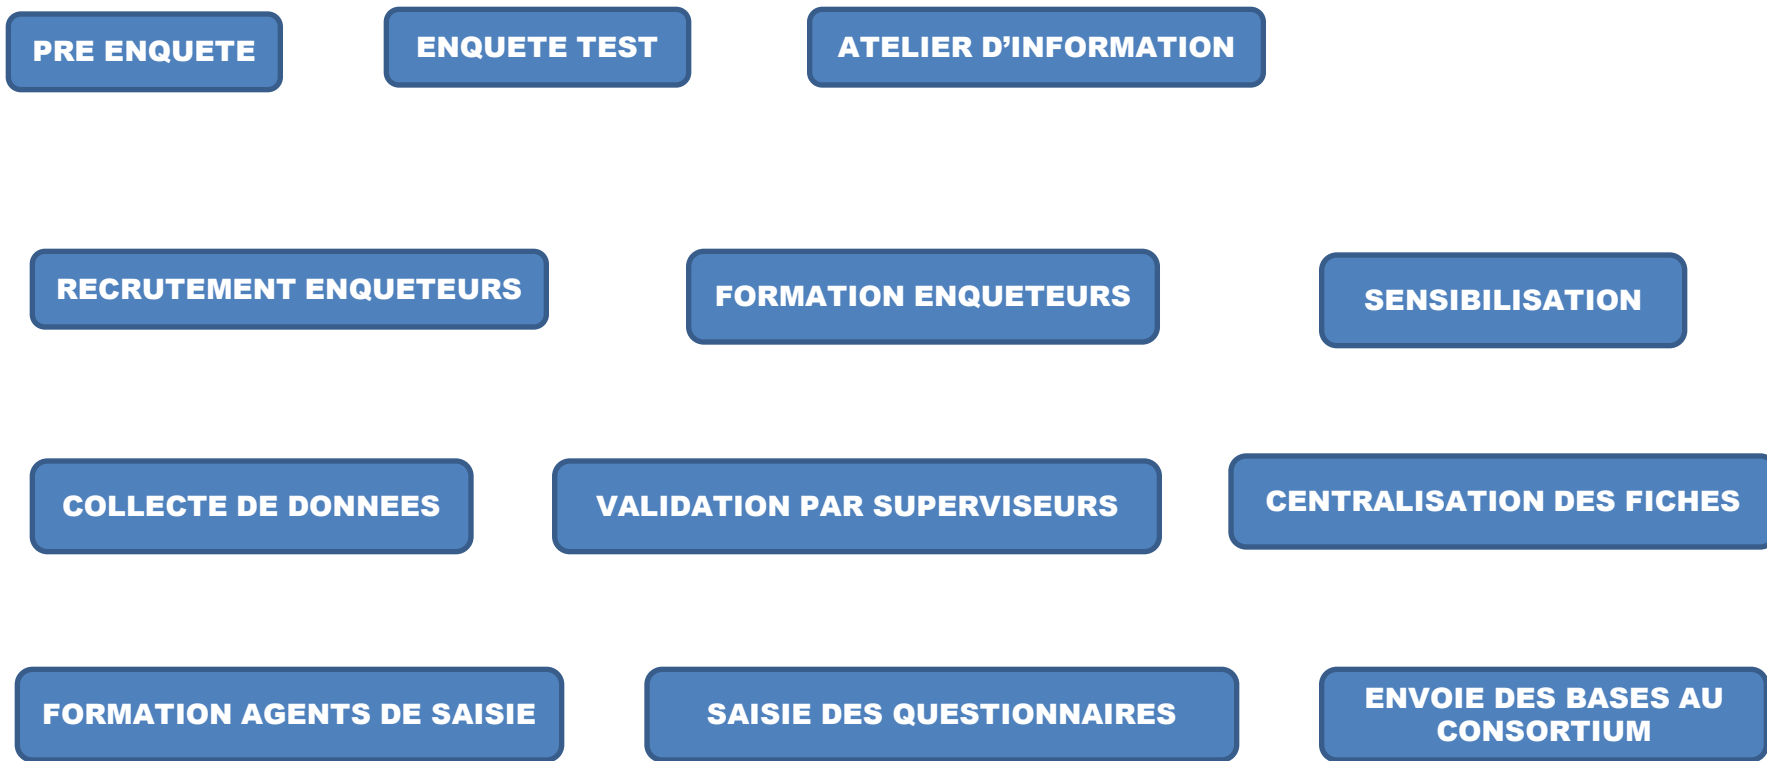 PRE ENQUETE
ENQUETE TEST
ATELIER D’INFORMATION
RECRUTEMENT ENQUETEURS
FORMATION ENQUETEURS
SENSIBILISATION
COLLECTE DE DONNEES
VALIDATION PAR SUPERVISEURS
CENTRALISATION DES FICHES
FORMATION AGENTS DE SAISIE
SAISIE DES QUESTIONNAIRES
ENVOIE DES BASES AU
CONSORTIUM